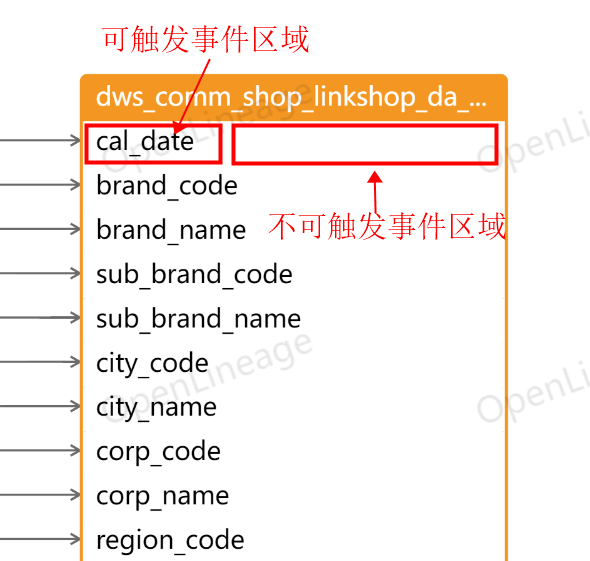 可触发事件区域
dws_comm_shop_linkshop_da_...
OpenLineage
OpenLi
cal_date
brand_code
不可触发事件区域
brand_name
sub_brand_code
sub_brand_name
OpenLineage
OpenLi
city_code
city_name
corp_code
corp_name
region_code